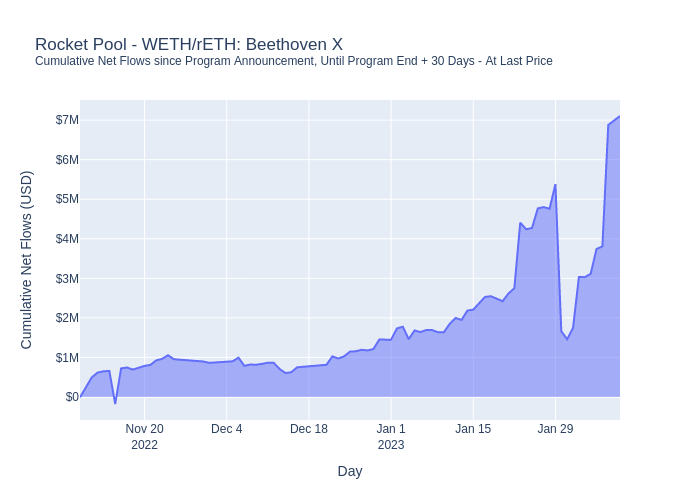 Rocket Pool - WETH/rETH: Beethoven X
Cumulative Net Flows since Program Announcement, Until Program End + 30 Days - At Last Price
$7M
$6M
$5M
$4M
$3M
$2M
$1M
$0
Cumulative Net Flows (USD)
Nov 20
2022
Dec 4
Dec 18
Jan 1
2023
Jan 15
Jan 29
Day